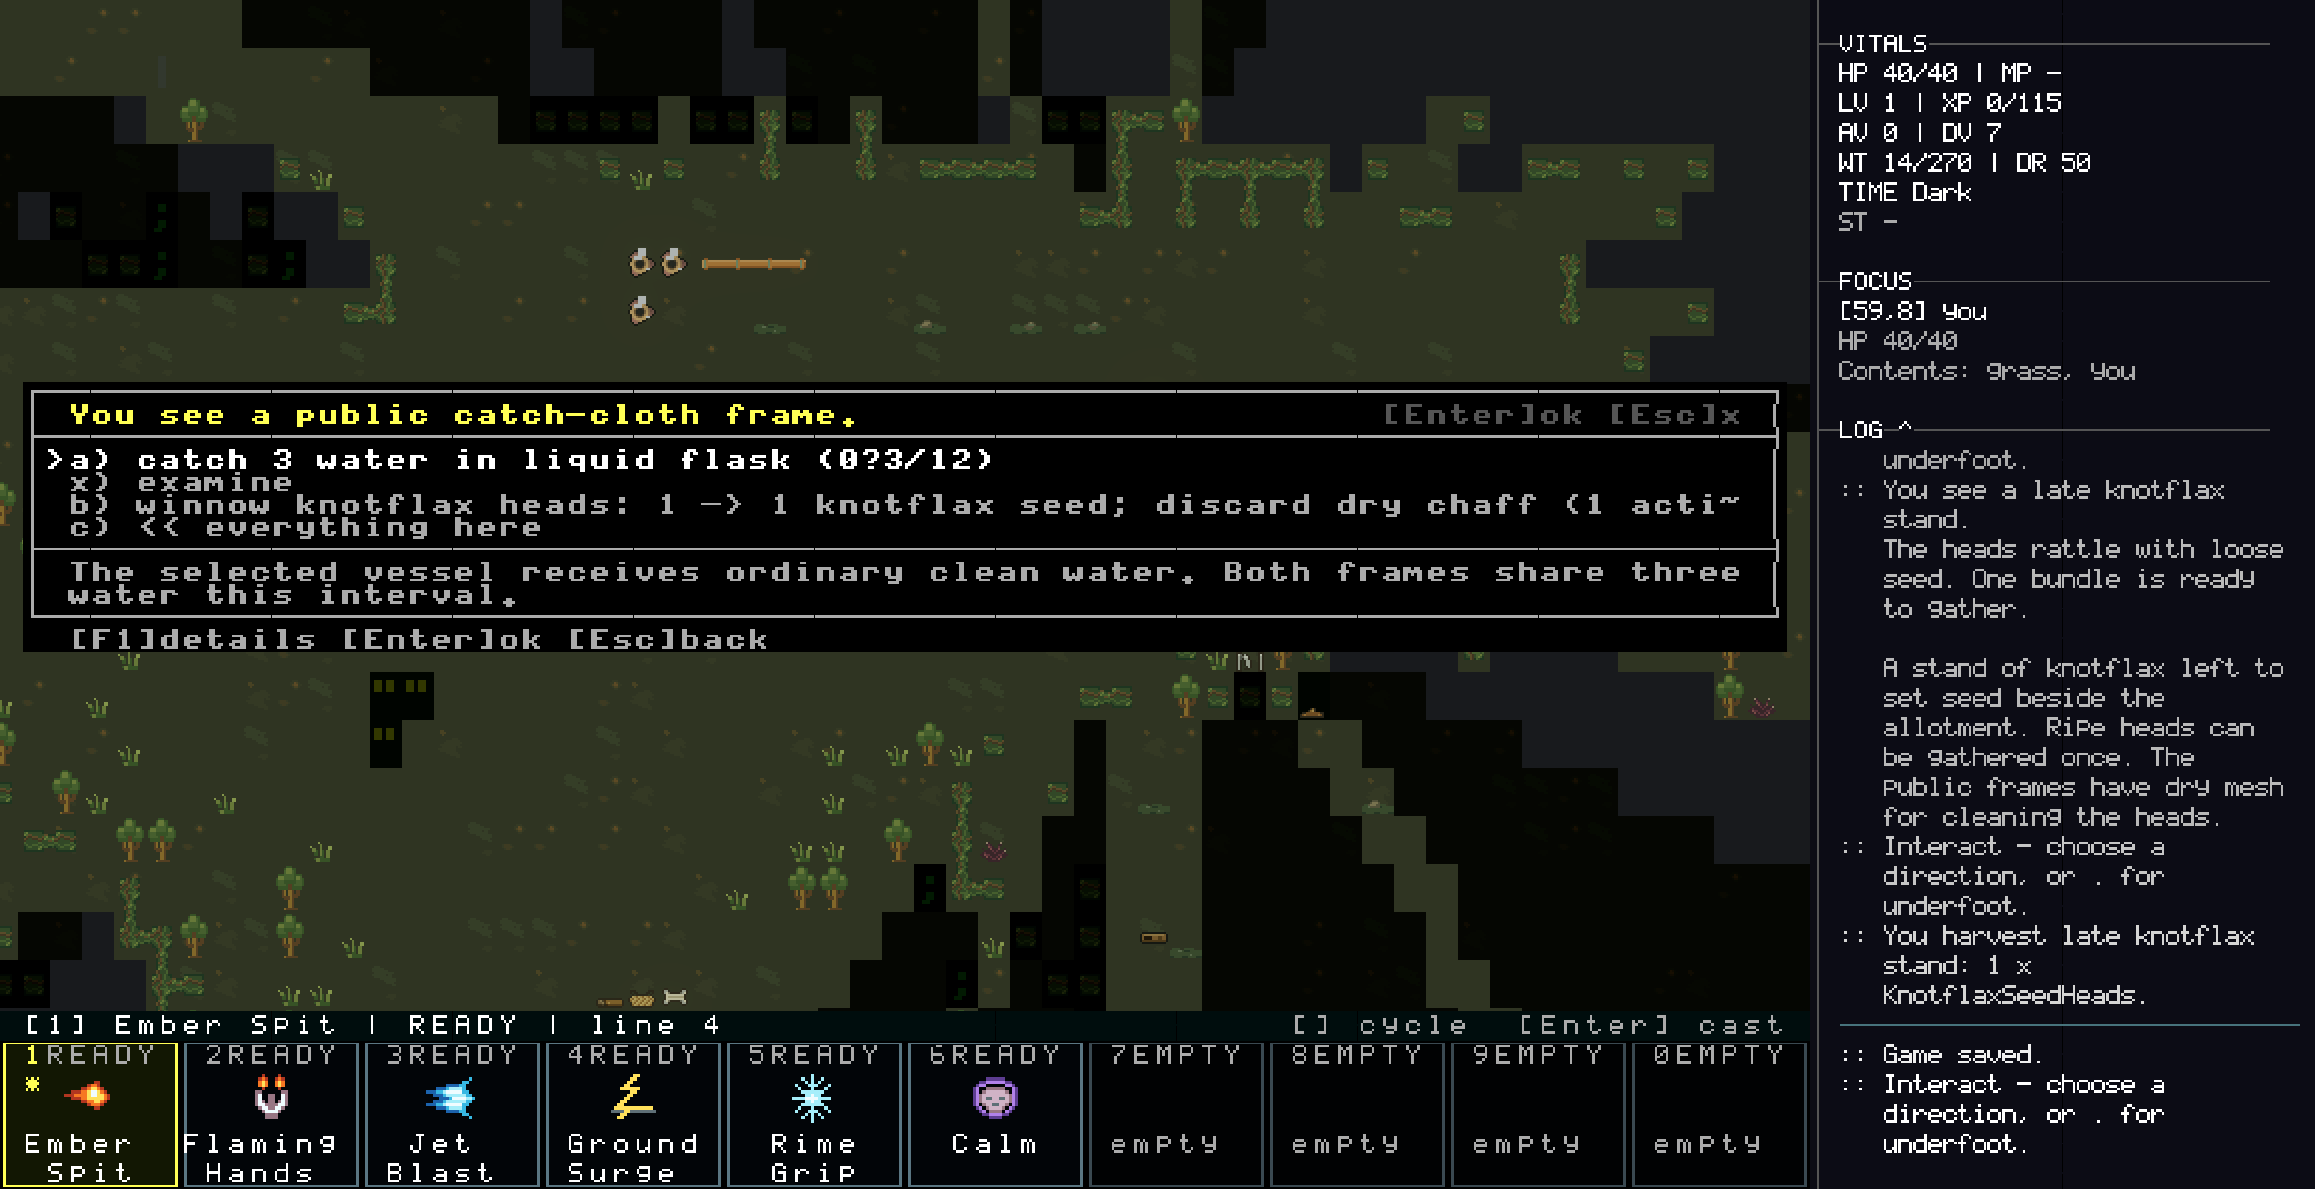 You see a public catch-cloth frame. [Enter]ok [Esc]x
>a) catch 3 water in liquid flask (0?3/12)
x) examine
b) winnow knotflax heads: 1 -> 1 knotflax seed; discard dry chaff (1 acti~
c) << everything here
The selected vessel receives ordinary clean water. Both frames share three
water this interval.
[F1]details [Enter]ok [Esc]back
[1] Ember Spit | READY | line 4 [] cycle [Enter] cast
1READY
*
Ember
Spit
2READY
Flaming
Hands
3READY
Jet
Blast
4READY
Ground
Surge
5READY
Rime
Grip
6READY
Calm
7EMPTY
empty
8EMPTY
empty
9EMPTY
empty
0EMPTY
empty
VITALS
HP 40/40 | MP -
LV 1 | XP 0/115
AV 0 | DV 7
WT 14/270 | DR 50
TIME Dark
ST -
FOCUS
[59,8] You
HP 40/40
Contents: grass, You
LOG ^
underfoot.
:: You see a late knotflax
stand.
The heads rattle with loose
seed. One bundle is ready
to gather.
A stand of knotflax left to
set seed beside the
allotment. Ripe heads can
be gathered once. The
public frames have dry mesh
for cleaning the heads.
:: Interact - choose a
direction, or . for
underfoot.
:: You harvest late knotflax
stand: 1 x
KnotflaxSeedHeads.
:: Game saved.
:: Interact - choose a
direction, or . for
underfoot.